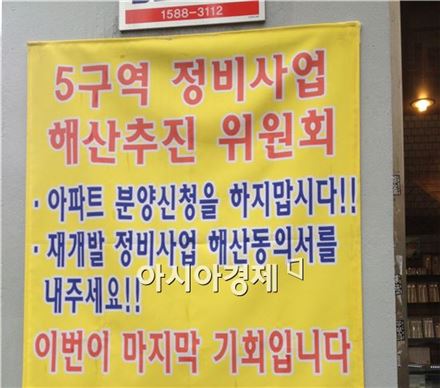 1588-3112
5구역 정비사업
해산추진 위원회
· 아파트 분양신청을 하지맙시다!!
· 재개발 정비사업 해산동의서를
아시아경제
내주세요!!
이번이 마지막 기회입니다